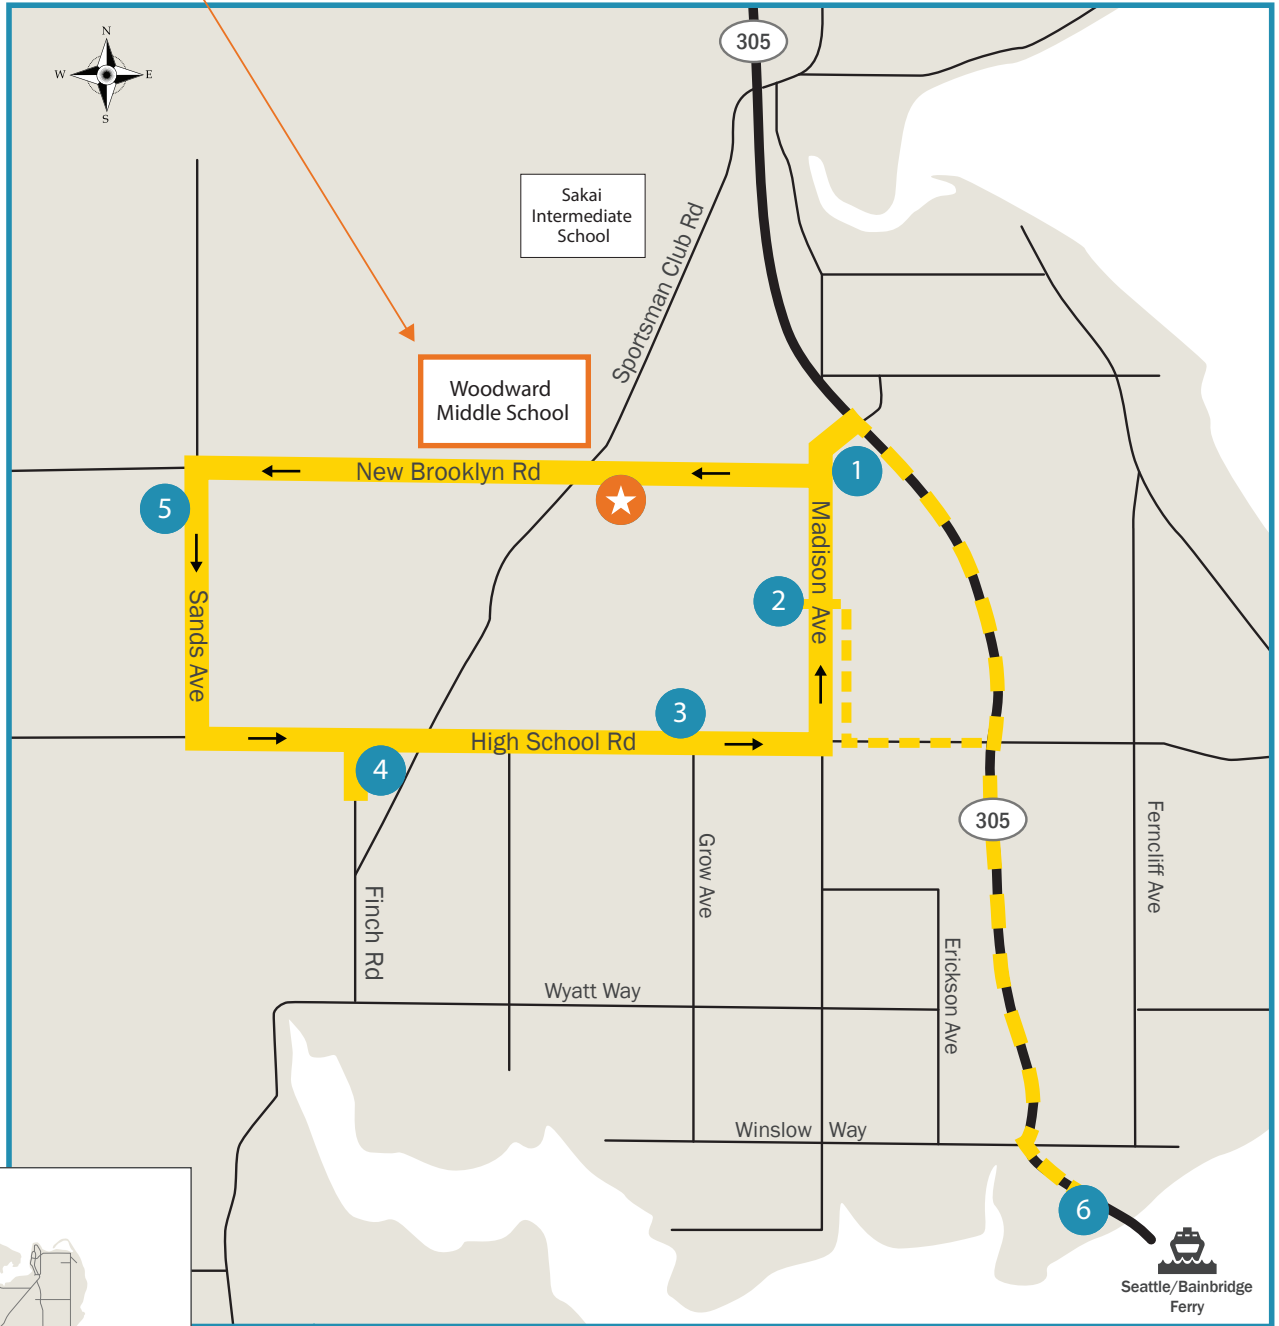 305
N
W
E
S
Sakai
Intermediate
School
Sportsman Club Rd
Woodward
Middle School
New Brooklyn Rd
1
5
Madison Ave
2
Sands Ave
3
High School Rd
4
305
Grow Ave
Ferncliff Ave
Finch Rd
Erickson Ave
Wyatt Way
Winslow Way
6
Seattle/Bainbridge
Ferry